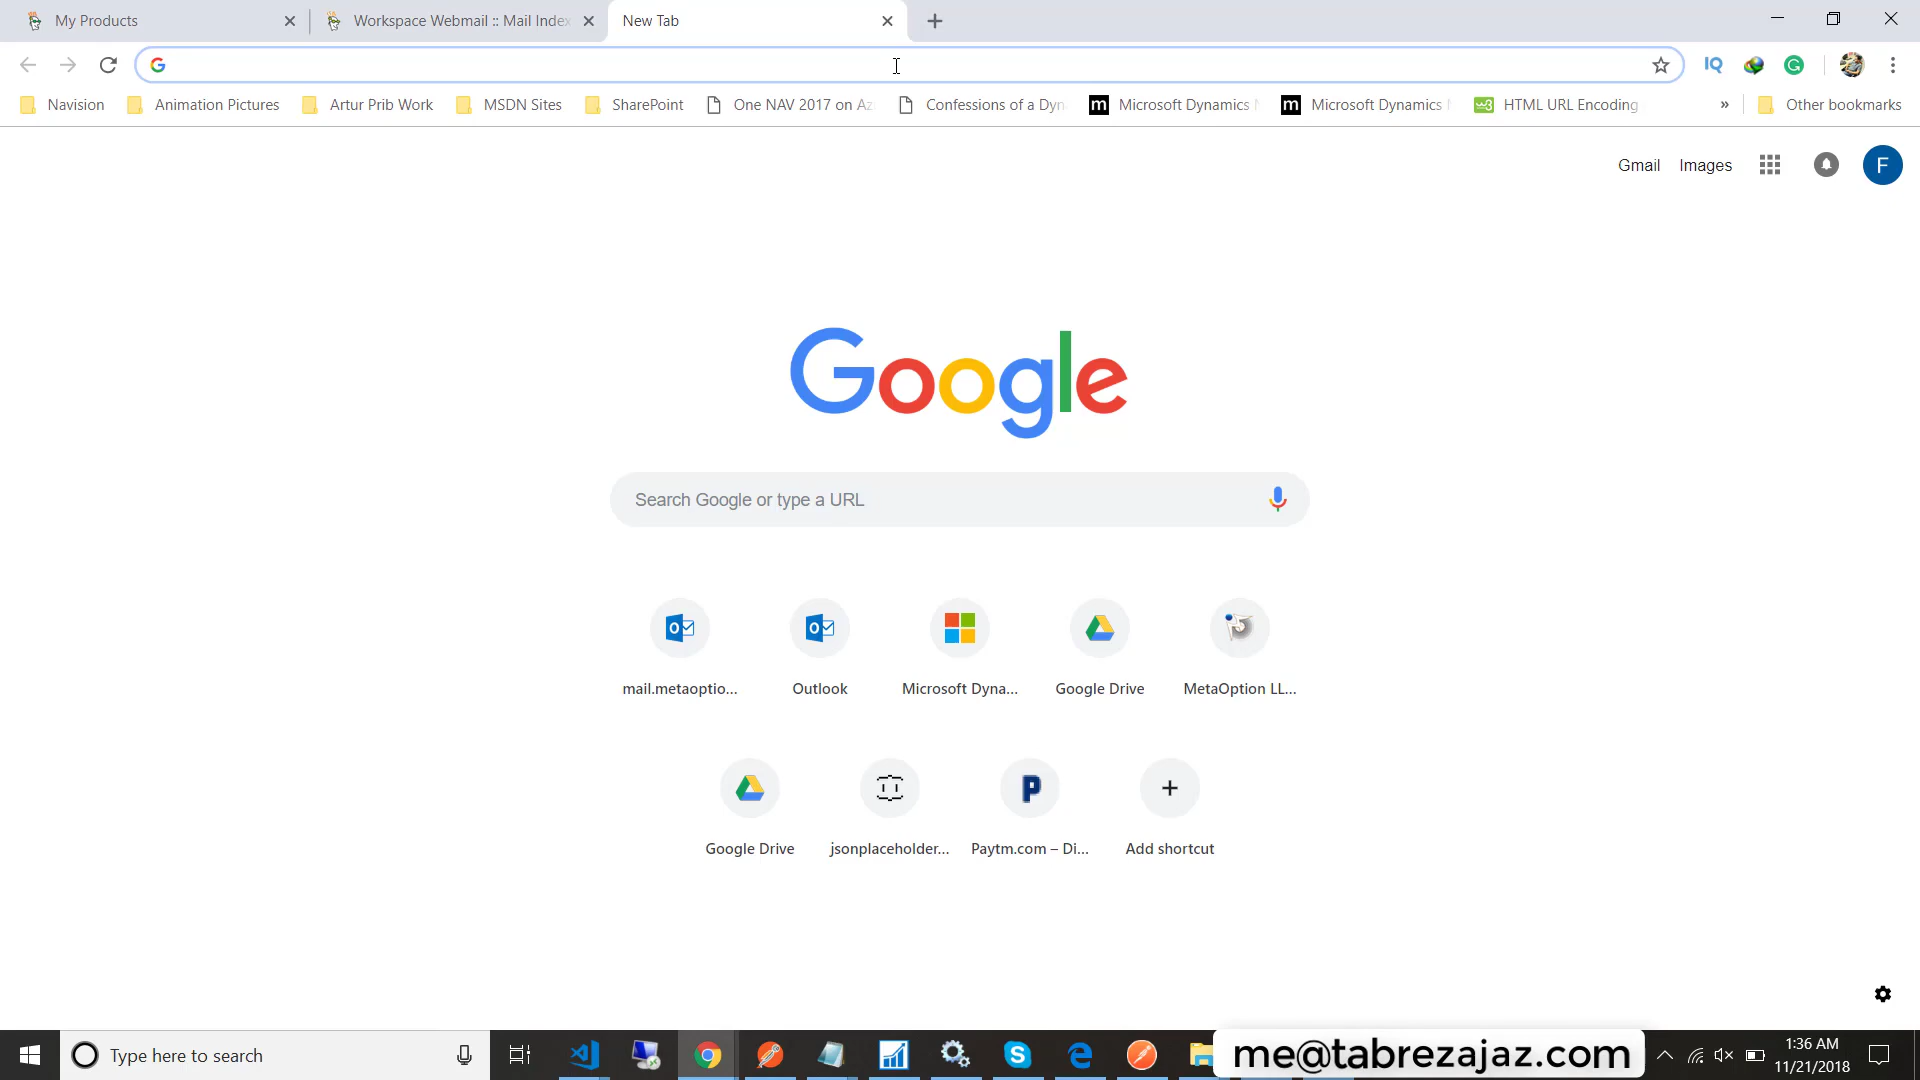 My Products
Workspace Webmail :: Mail Index
New Tab
Navision
Animation Pictures
Artur Prib Work
MSDN Sites
SharePoint
One NAV 2017 on Az
Confessions of a Dyn
Microsoft Dynamics
Microsoft Dynamics
HTML URL Encoding
»
Other bookmarks
Gmail
Images
F
Google
Search Google or type a URL
mail.metaoptio...
Outlook
Microsoft Dyna...
Google Drive
MetaOption LL...
Google Drive
jsonplaceholder...
Paytm.com – Di...
Add shortcut
Type here to search
me@tabrezajaz.com
1:36 AM
11/21/2018